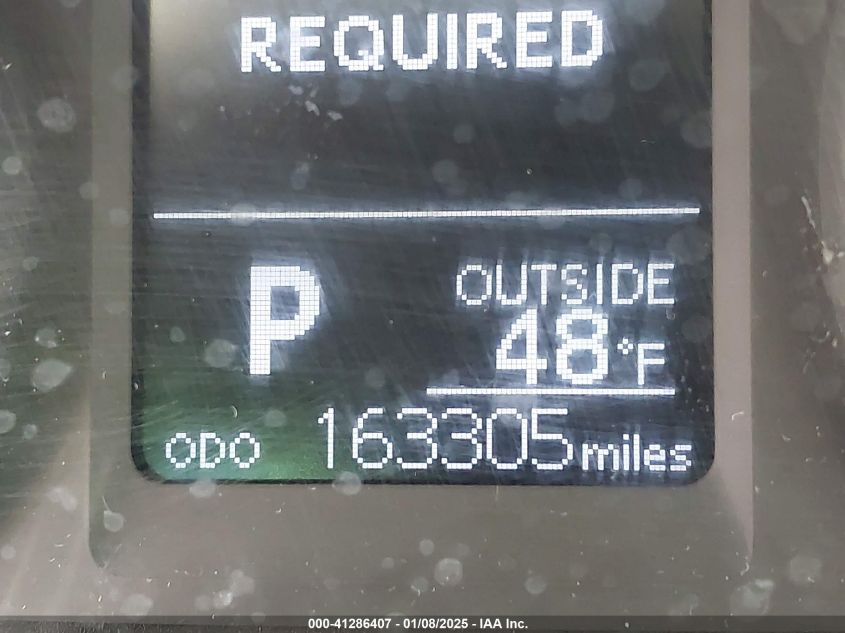 REQUIRED
P
OUTSIDE
48°F
ODO 163305 miles
000-41286407 - 01/08/2025 - IAA Inc.